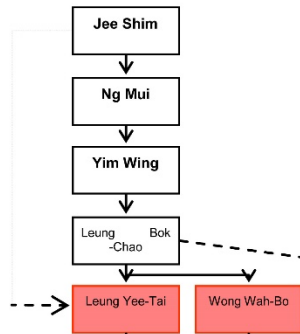 Jee Shim
Ng Mui
Yim Wing
Leung Bok
-Chao
Leung Yee-Tai
Wong Wah-Bo